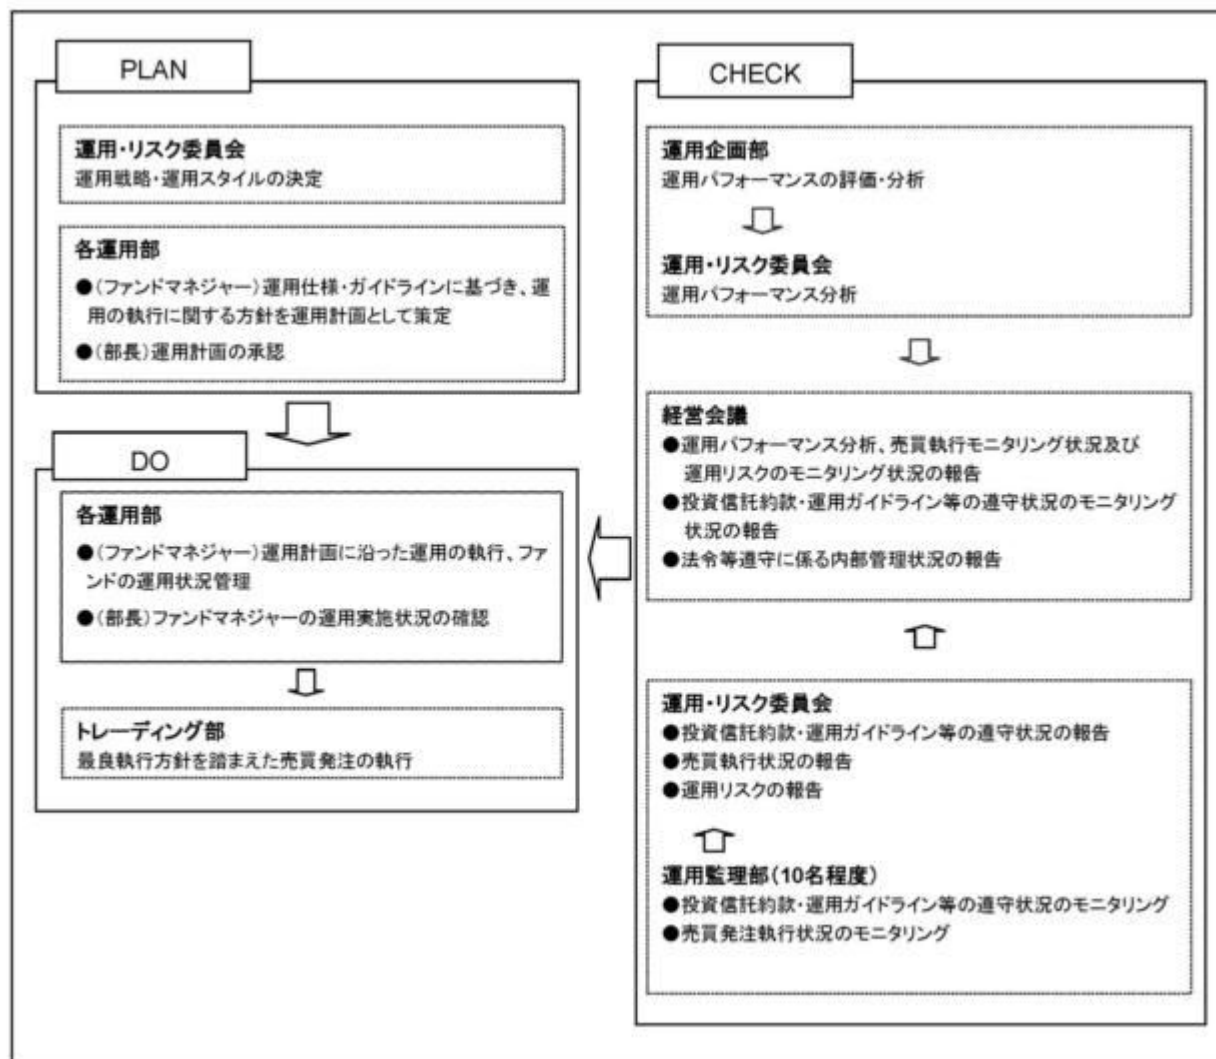 PLAN
運用・リスク委員会
運用戦略・運用スタイルの決定
各運用部
●(ファンドマネジャー)運用仕様・ガイドラインに基づき、運
用の執行に関する方針を運用計画として策定
●(部長)運用計画の承認
DO
各運用部
●(ファンドマネジャー)運用計画に沿った運用の執行、ファ
ンドの運用状況管理
●(部長)ファンドマネジャーの運用実施状況の確認
トレーディング部
最良執行方針を踏まえた売買発注の執行
CHECK
運用企画部
運用パフォーマンスの評価・分析
運用・リスク委員会
運用パフォーマンス分析
経営会議
●運用パフォーマンス分析、売買執行モニタリング状況及び
運用リスクのモニタリング状況の報告
●投資信託約款・運用ガイドライン等の遵守状況のモニタリング
状況の報告
●法令等遵守に係る内部管理状況の報告
運用・リスク委員会
●投資信託約款・運用ガイドライン等の遵守状況の報告
●売買執行状況の報告
●運用リスクの報告
運用監理部(10名程度)
●投資信託約款・運用ガイドライン等の遵守状況のモニタリング
●売買発注執行状況のモニタリング